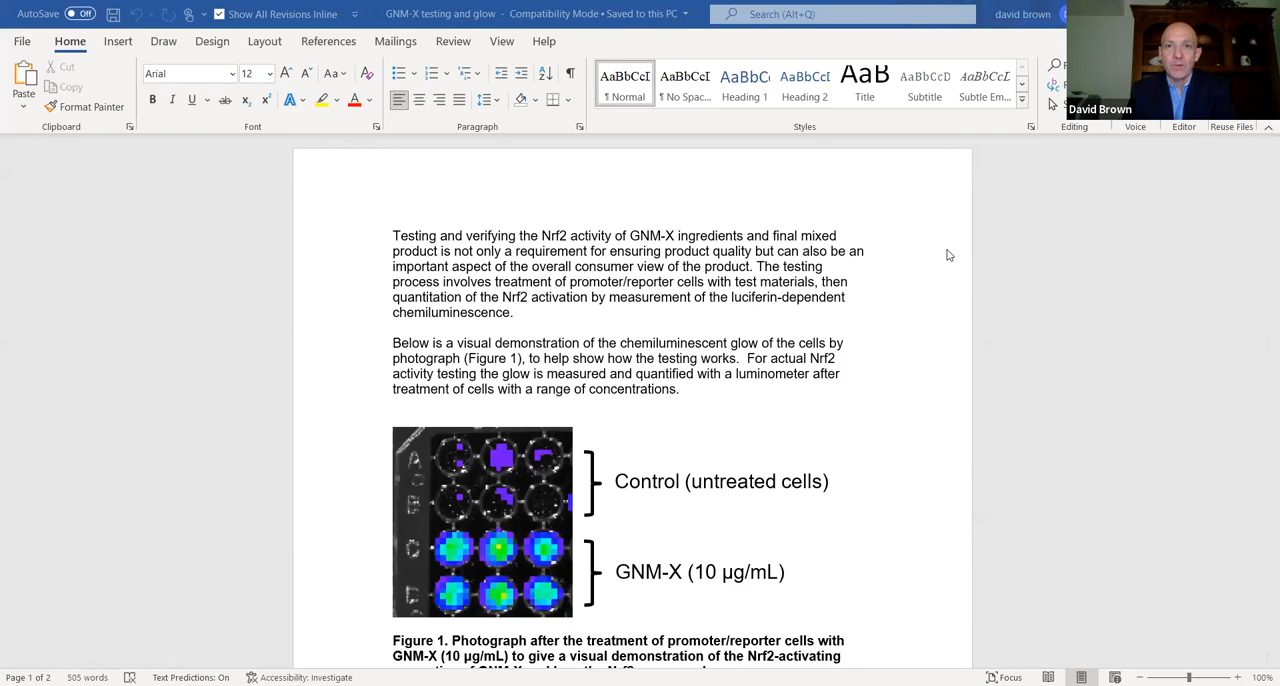 AutoSave Off Show All Revisions Inline GNM-X testing and glow - Compatibility Mode • Saved to this PC Search (Alt+Q) david brown
File Home Insert Draw Design Layout References Mailings Review View Help
Cut
Copy
Format Painter
Paste
Arial 12 Aa
AaBbCcI AaBbCcI AaBbC AaBbCcI AaB AaBbCcD AaBbCcI
¶ Normal ¶ No Spac... Heading 1 Heading 2 Title Subtitle Subtle Em...
B I U ab x₂ x² A A
David Brown
Clipboard Font Paragraph Styles Editing Voice Editor Reuse Files
Testing and verifying the Nrf2 activity of GNM-X ingredients and final mixed
product is not only a requirement for ensuring product quality but can also be an
important aspect of the overall consumer view of the product. The testing
process involves treatment of promoter/reporter cells with test materials, then
quantitation of the Nrf2 activation by measurement of the luciferin-dependent
chemiluminescence.
Below is a visual demonstration of the chemiluminescent glow of the cells by
photograph (Figure 1), to help show how the testing works. For actual Nrf2
activity testing the glow is measured and quantified with a luminometer after
treatment of cells with a range of concentrations.
A
B
C
Control (untreated cells)
GNM-X (10 µg/mL)
Figure 1. Photograph after the treatment of promoter/reporter cells with
GNM-X (10 µg/mL) to give a visual demonstration of the Nrf2-activating
Page 1 of 2 505 words Text Predictions: On Accessibility: Investigate Focus 100%